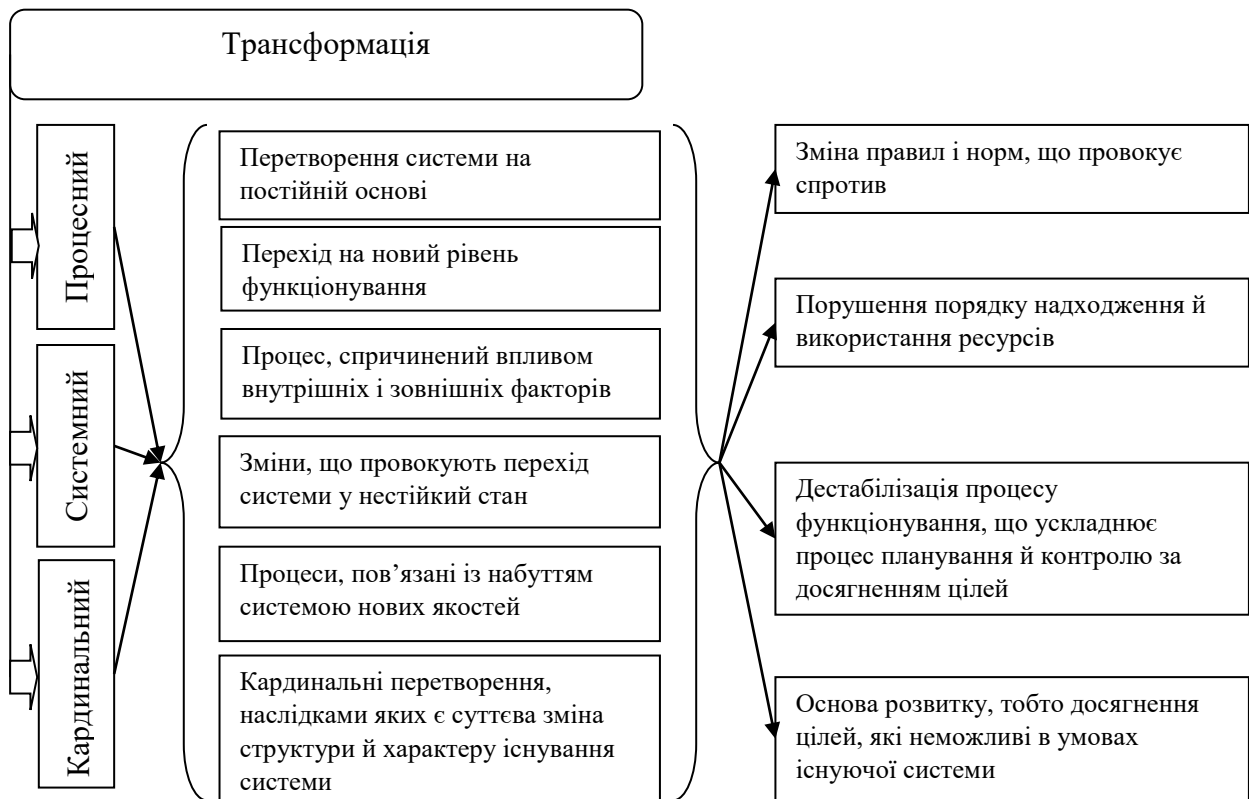 Трансформація
Процесний
Системний
Кардинальний
Перетворення системи на
постійній основі
Перехід на новий рівень
функціонування
Процес, спричинений впливом
внутрішніх і зовнішніх факторів
Зміни, що провокують перехід
системи у нестійкий стан
Процеси, пов’язані із набуттям
системою нових якостей
Кардинальні перетворення,
наслідками яких є суттєва зміна
структури й характеру існування
системи
Зміна правил і норм, що провокує
спротив
Порушення порядку надходження й
використання ресурсів
Дестабілізація процесу
функціонування, що ускладнює
процес планування й контролю за
досягненням цілей
Основа розвитку, тобто досягнення
цілей, які неможливі в умовах
існуючої системи